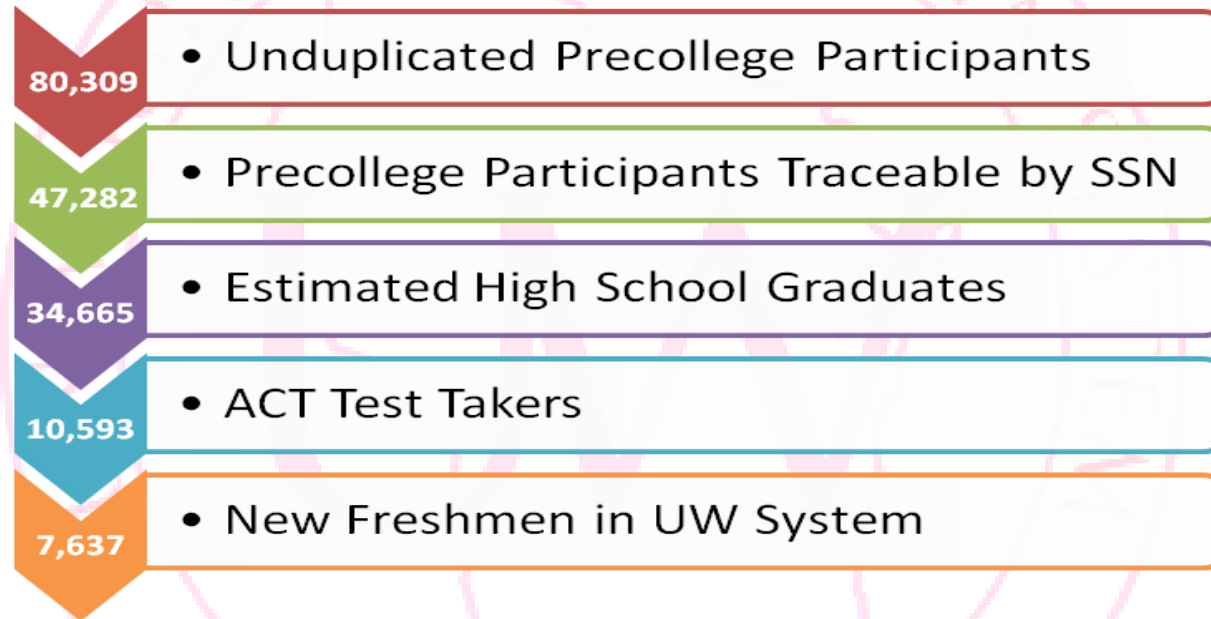 80,309
• Unduplicated Precollege Participants
47,282
• Precollege Participants Traceable by SSN
34,665
• Estimated High School Graduates
10,593
• ACT Test Takers
7,637
• New Freshmen in UW System